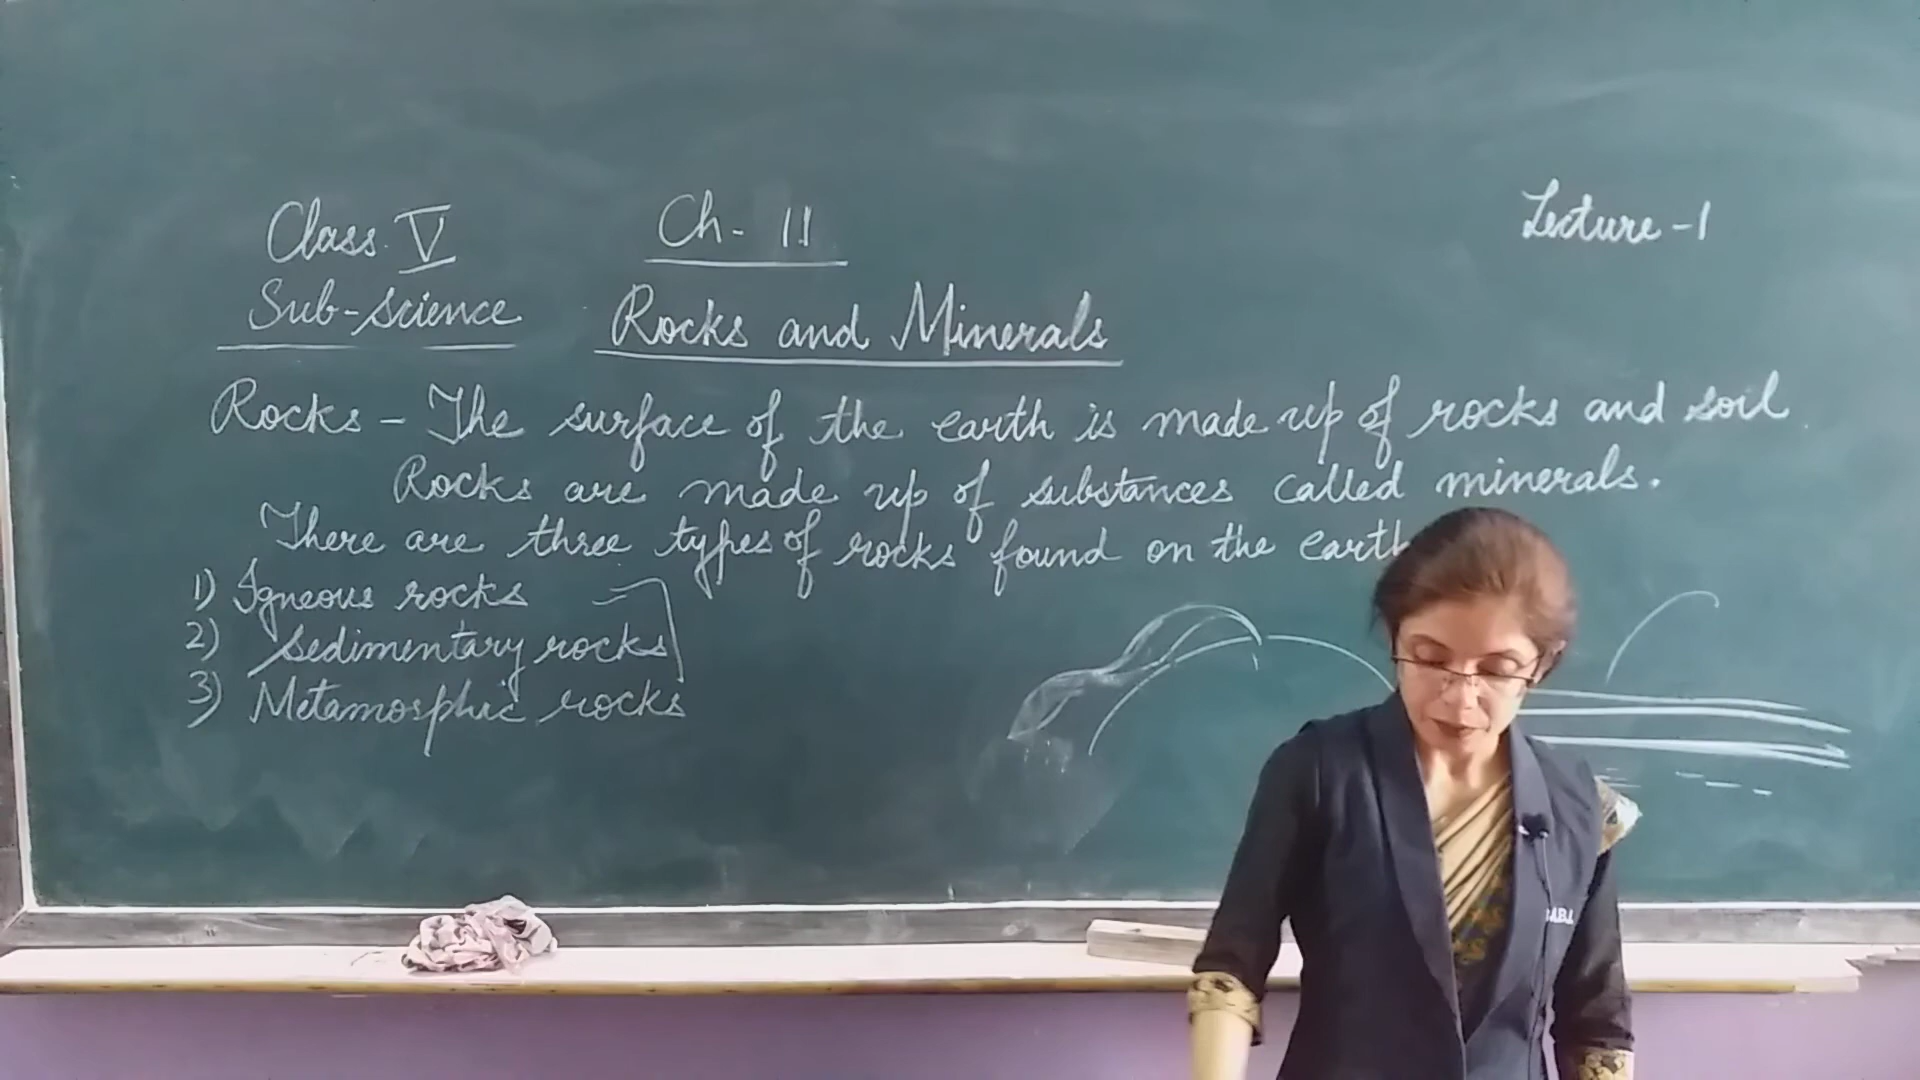 Class V
Ch- 11
Lecture-1
Sub-science
Rocks and Minerals
Rocks - The surface of the earth is made up of rocks and soil
Rocks are made up of substances called minerals.
There are three types of rocks found on the earth
1) Igneous rocks
2) Sedimentary rocks
3) Metamorphic rocks